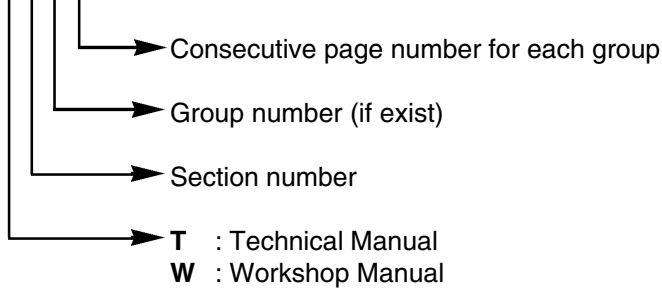 Consecutive page number for each group
Group number (if exist)
Section number
T : Technical Manual
W : Workshop Manual